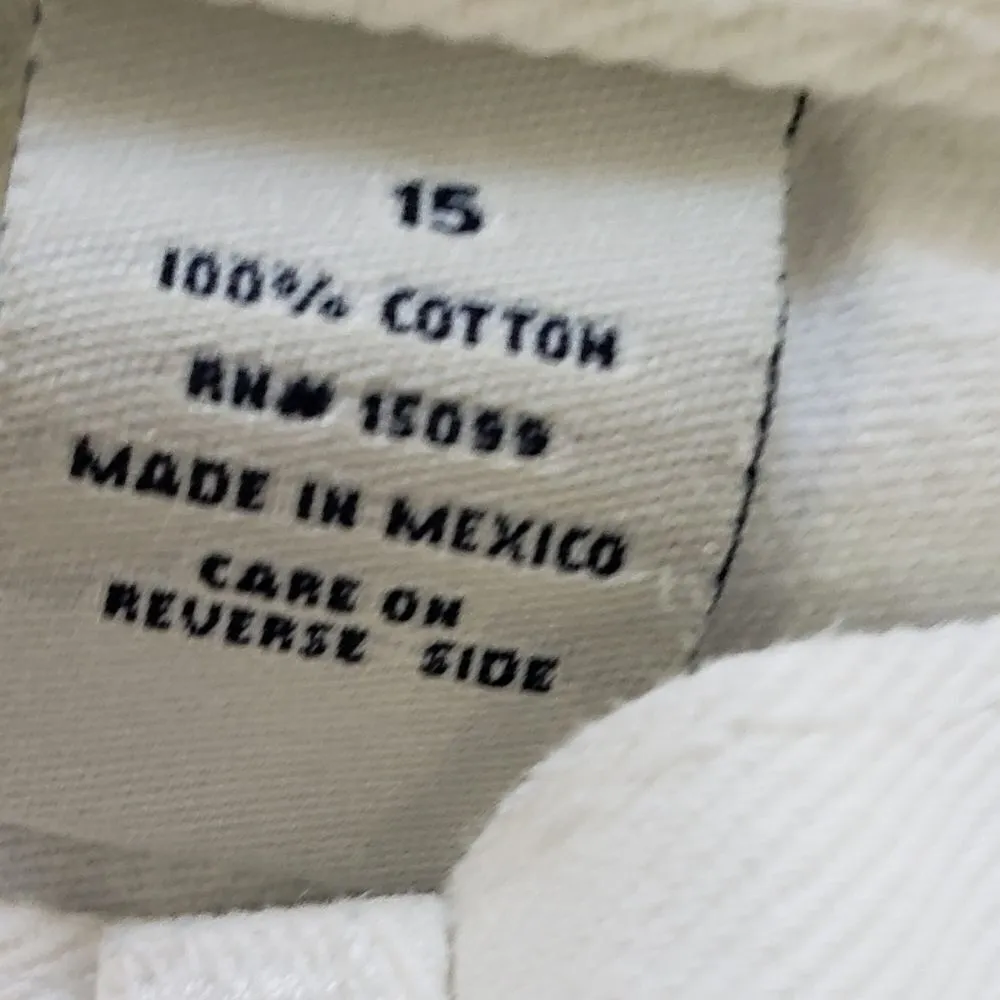 15
100% COTTON
RN# 15099
MADE IN MEXICO
CARE ON
REVERSE SIDE